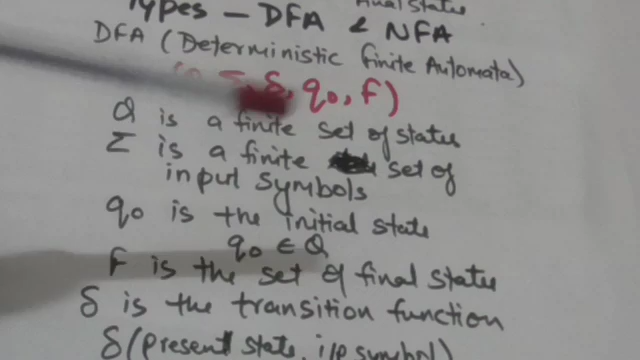 Types - DFA & NFA
DFA (Deterministic finite Automata)
δ, q0, F)
Q is a finite set of states
Σ is a finite set of
input symbols
q0 is the initial state
q0 ∈ Q
F is the set of final states
δ is the transition function
δ(present state, i/p symbol)